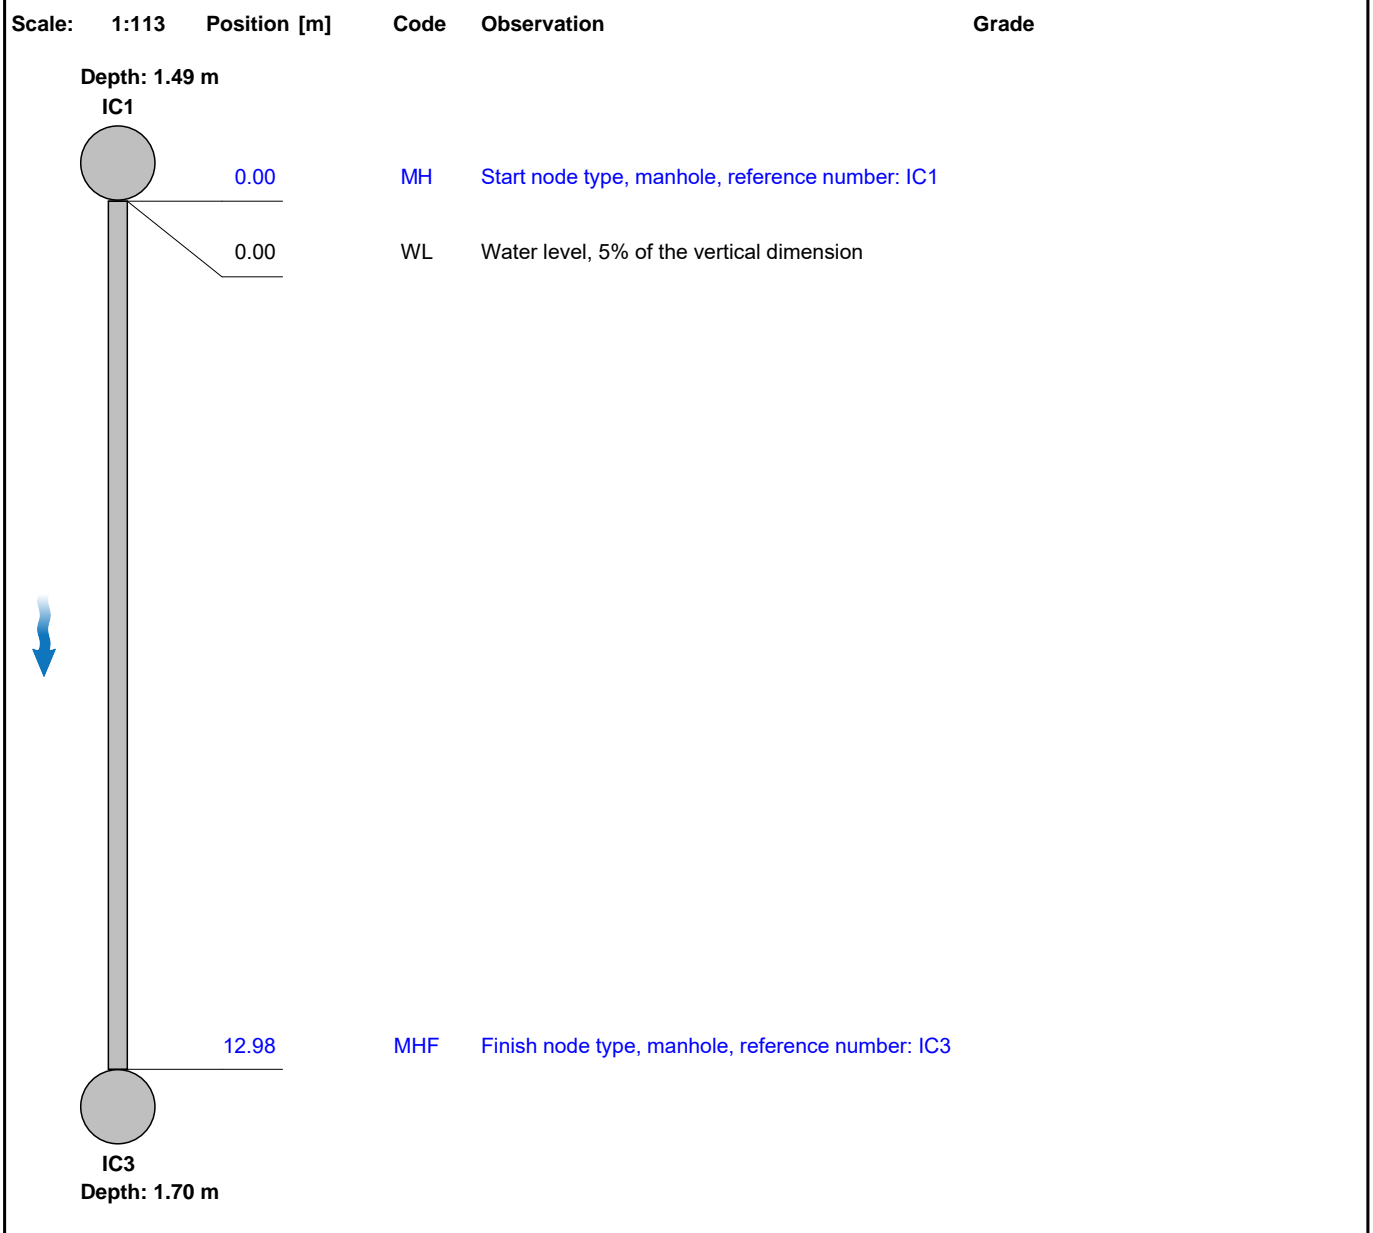 Scale: 1:113 Position [m] Code Observation Grade
Depth: 1.49 m
IC1
0.00 MH Start node type, manhole, reference number: IC1
0.00 WL Water level, 5% of the vertical dimension
12.98 MHF Finish node type, manhole, reference number: IC3
IC3
Depth: 1.70 m